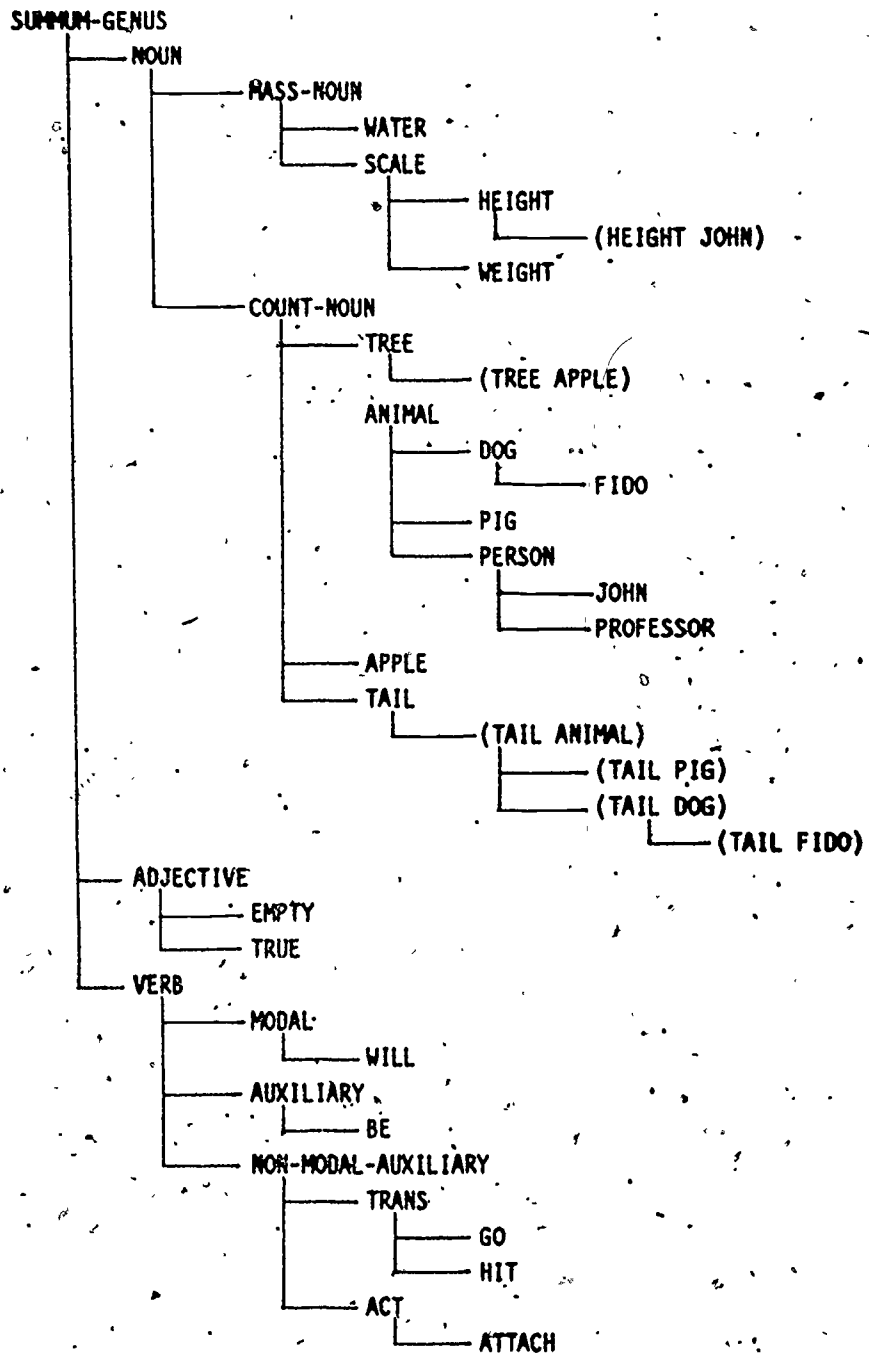 SUMMUM-GENUS
NOUN
MASS-NOUN
WATER
SCALE
HEIGHT
(HEIGHT JOHN)
WEIGHT
COUNT-NOUN
TREE
(TREE APPLE)
ANIMAL
DOG
FIDO
PIG
PERSON
JOHN
PROFESSOR
APPLE
TAIL
(TAIL ANIMAL)
(TAIL PIG)
(TAIL DOG)
(TAIL FIDO)
ADJECTIVE
EMPTY
TRUE
VERB
MODAL
WILL
AUXILIARY
BE
NON-MODAL-AUXILIARY
TRANS
GO
HIT
ACT
ATTACH